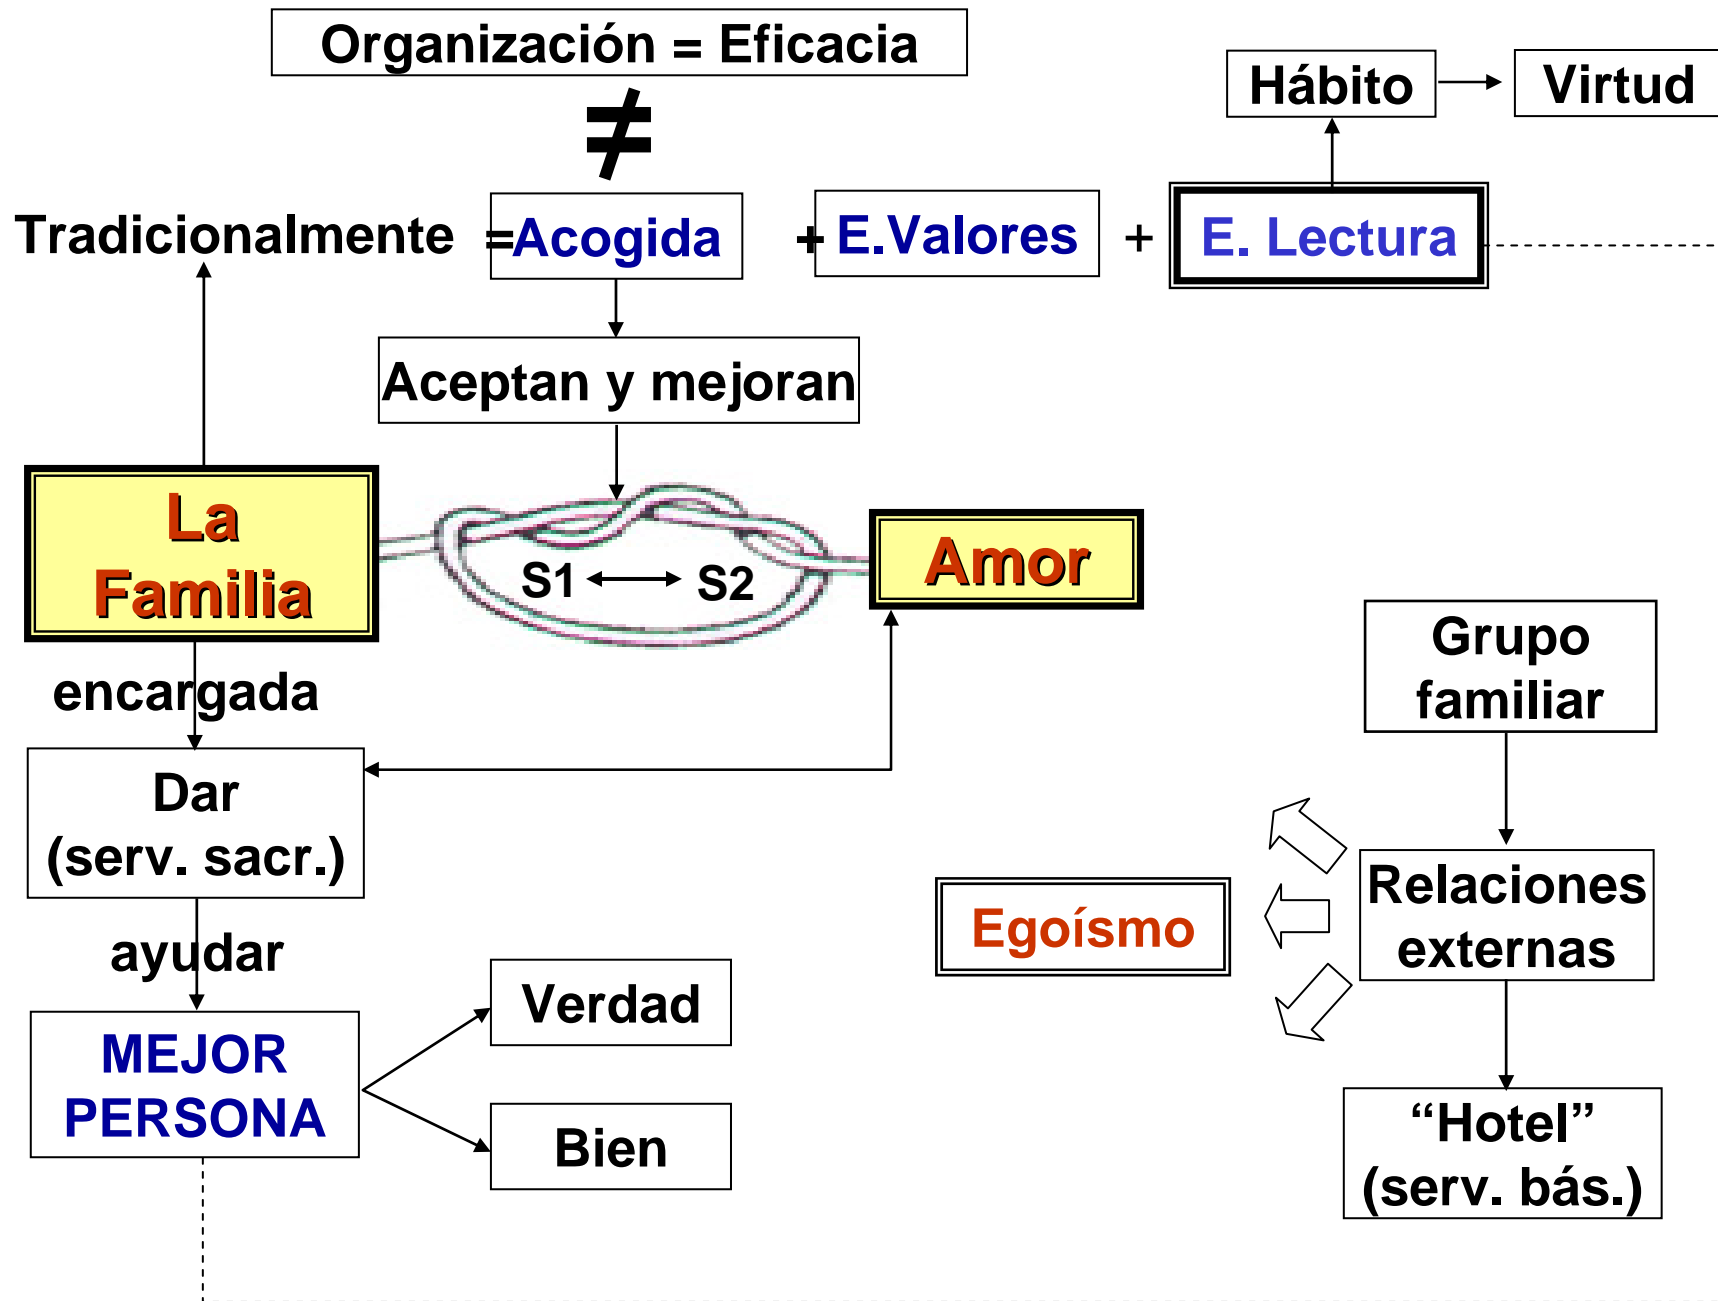 Organización = Eficacia
≠
Hábito
Virtud
Tradicionalmente =Acogida + E.Valores + E. Lectura
Aceptan y mejoran
La
Familia
S1
S2
Amor
encargada
Grupo
familiar
Dar
(serv. sacr.)
Egoísmo
Relaciones
externas
ayudar
MEJOR
PERSONA
Verdad
Bien
“Hotel”
(serv. bás.)